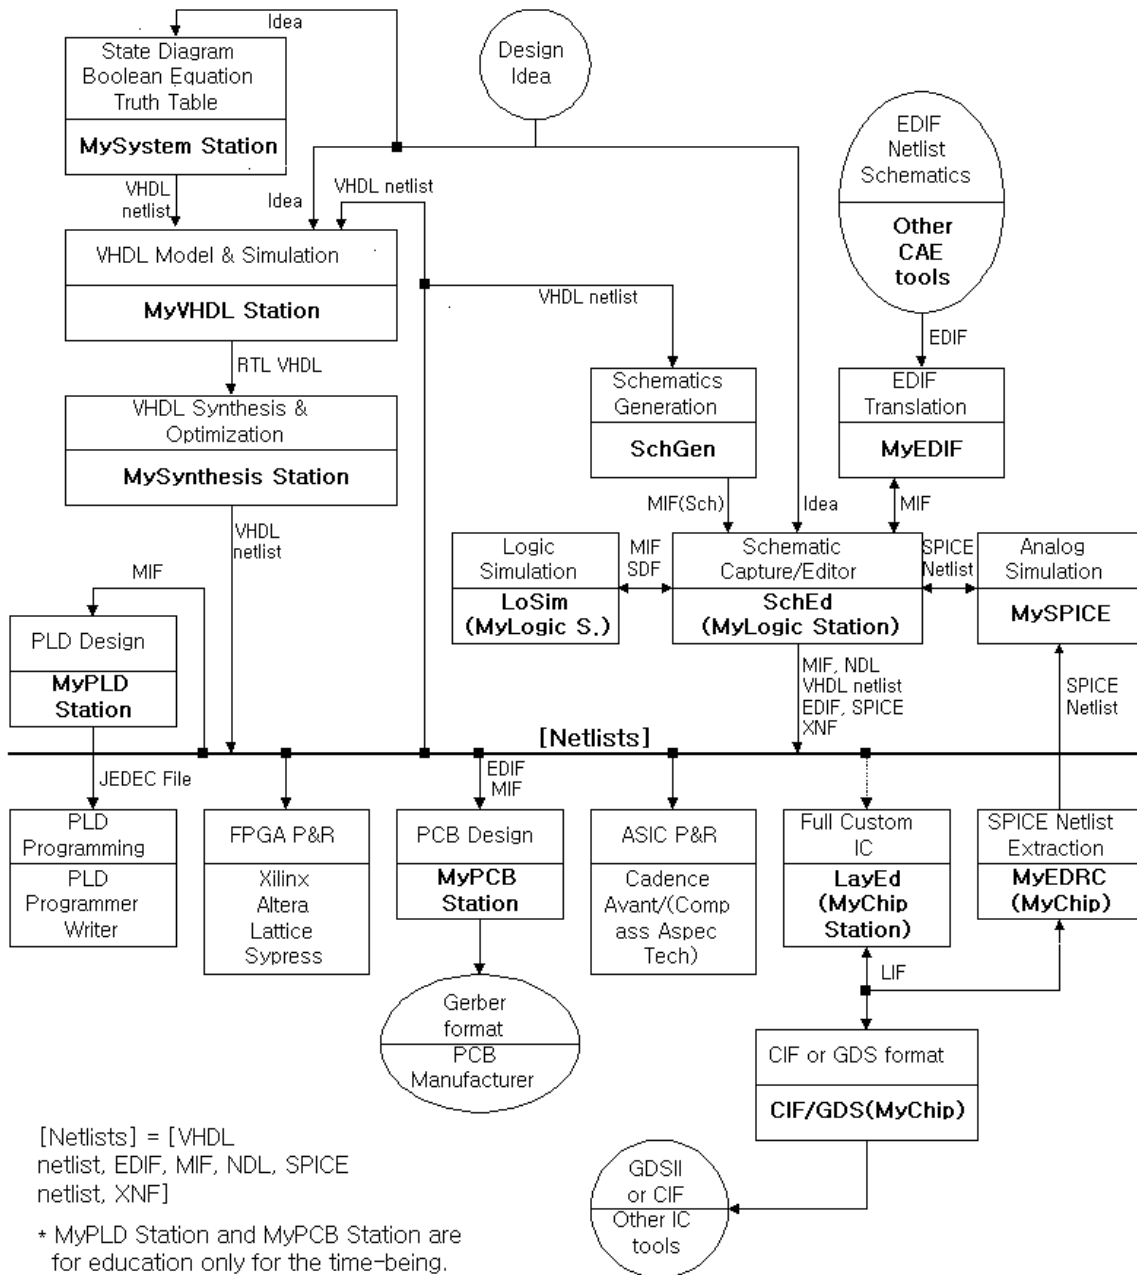 Idea
State Diagram
Boolean Equation
Truth Table
MySystem Station
Design
Idea
EDIF
Netlist
Schematics
Other
CAE
tools
VHDL
netlist
Idea
VHDL netlist
VHDL Model & Simulation
MyVHDL Station
VHDL netlist
EDIF
RTL VHDL
VHDL Synthesis &
Optimization
MySynthesis Station
Schematics
Generation
SchGen
EDIF
Translation
MyEDIF
MIF(Sch)
Idea
MIF
VHDL
netlist
MIF
Logic
Simulation
LoSim
(MyLogic S.)
MIF
SDF
Schematic
Capture/Editor
SchEd
(MyLogic Station)
SPICE
Netlist
Analog
Simulation
MySPICE
PLD Design
MyPLD
Station
MIF, NDL
VHDL netlist
EDIF, SPICE
XNF
SPICE
Netlist
[Netlists]
JEDEC File
EDIF
MIF
PLD
Programming
PLD
Programmer
Writer
FPGA P&R
Xilinx
Altera
Lattice
Sypress
PCB Design
MyPCB
Station
ASIC P&R
Cadence
Avant/(Comp
ass Aspec
Tech)
Full Custom
IC
LayEd
(MyChip
Station)
SPICE Netlist
Extraction
MyEDRC
(MyChip)
LIF
Gerber
format
PCB
Manufacturer
CIF or GDS format
CIF/GDS(MyChip)
GDSII
or CIF
Other IC
tools
[Netlists] = [VHDL
netlist, EDIF, MIF, NDL, SPICE
netlist, XNF]
* MyPLD Station and MyPCB Station are
for education only for the time-being.